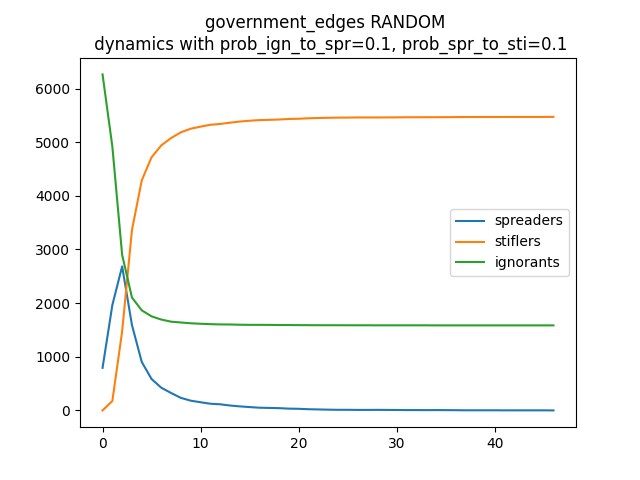 government_edges RANDOM
dynamics with prob_ign_to_spr=0.1, prob_spr_to_sti=0.1
6000
5000
4000
3000
2000
1000
0
spreaders
stiflers
ignorants
0 10 20 30 40